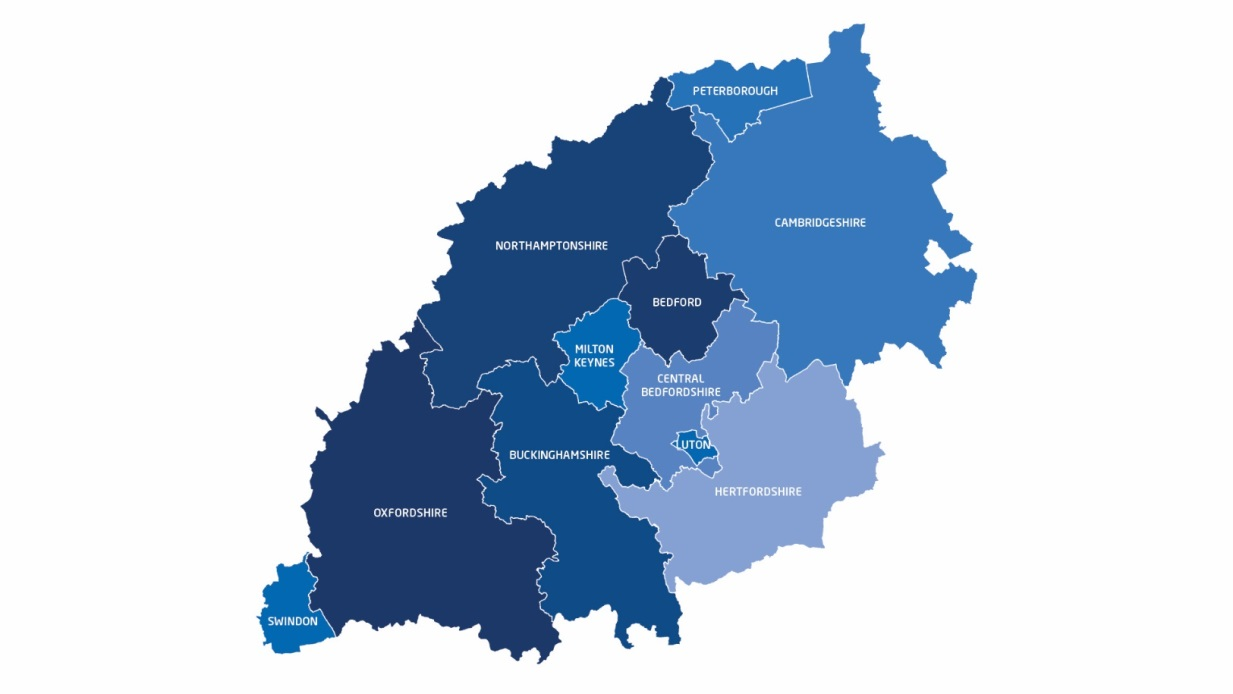 PETERBOROUGH
CAMBRIDGESHIRE
NORTHAMPTONSHIRE
BEDFORD
MILTON
KEYNES
CENTRAL
BEDFORDSHIRE
LUTON
BUCKINGHAMSHIRE
HERTFORDSHIRE
OXFORDSHIRE
SWINDON